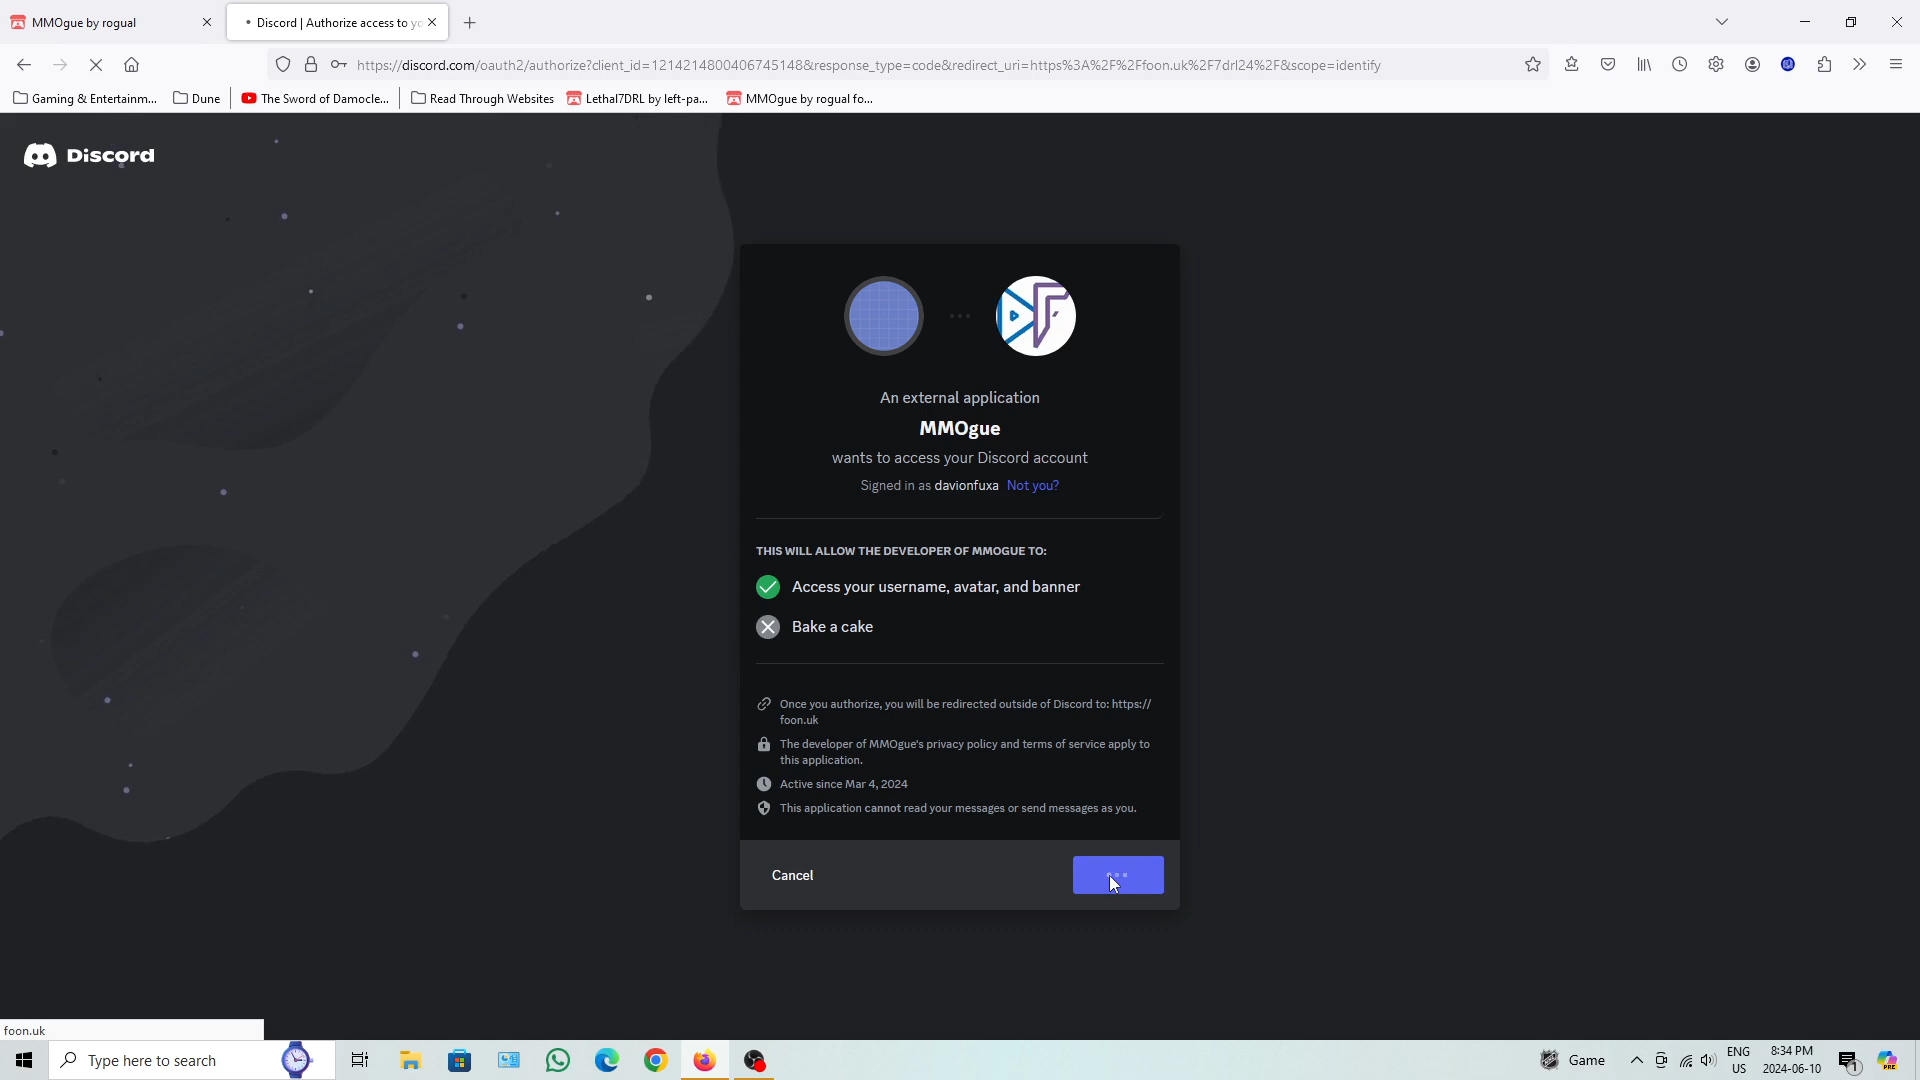 MMOgue by rogual
Discord | Authorize access to yo
https://discord.com/oauth2/authorize?client_id=1214214800406745148&response_type=code&redirect_uri=https%3A%2F%2Ffoon.uk%2F7drl24%2F&scope=identify
Gaming & Entertainm...
Dune
The Sword of Damocle...
Read Through Websites
Lethal7DRL by left-pa...
MMOgue by rogual fo...
Discord
An external application
MMOgue
wants to access your Discord account
Signed in as davionfuxa Not you?
THIS WILL ALLOW THE DEVELOPER OF MMOGUE TO:
Access your username, avatar, and banner
Bake a cake
Once you authorize, you will be redirected outside of Discord to: https://
foon.uk
The developer of MMOgue's privacy policy and terms of service apply to
this application.
Active since Mar 4, 2024
This application cannot read your messages or send messages as you.
Cancel
foon.uk
Type here to search
Game
ENG
US
8:34 PM
2024-06-10
1
PRE